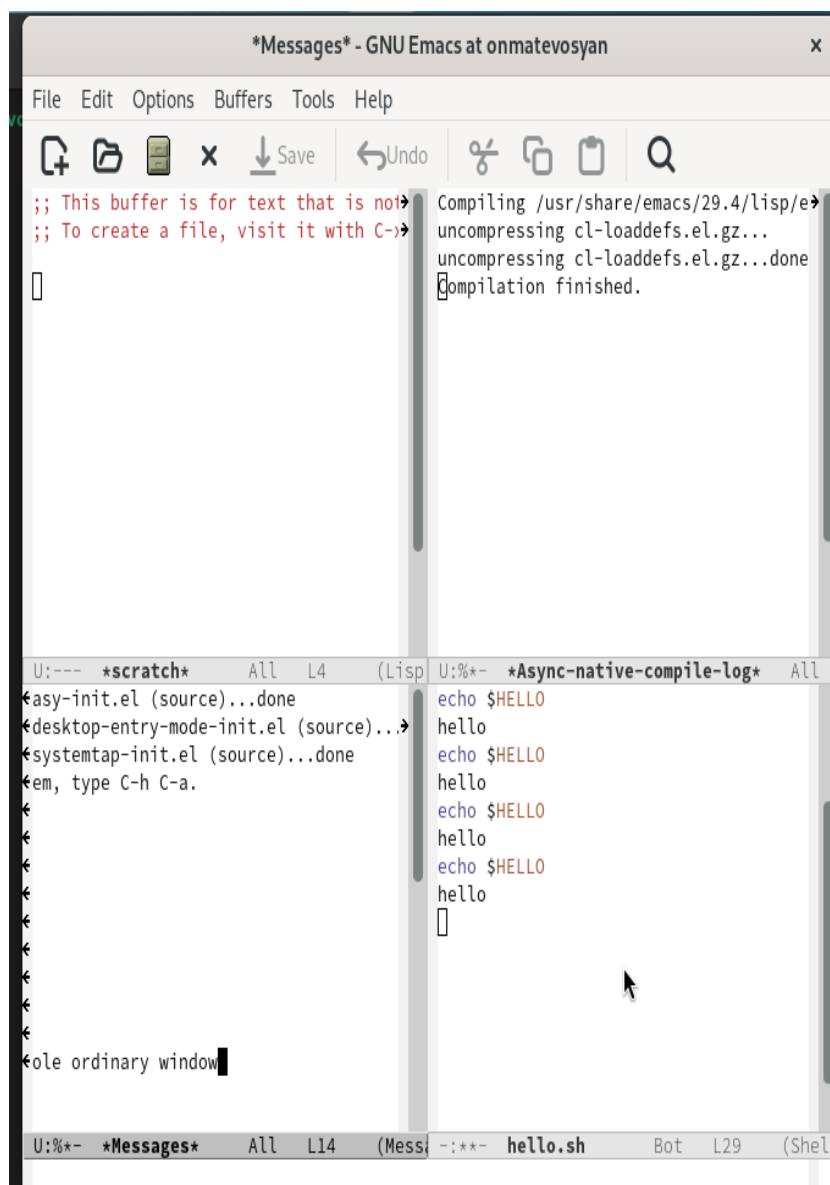 *Messages* - GNU Emacs at onmatevosyan
File Edit Options Buffers Tools Help
Save Undo
;; This buffer is for text that is not
;; To create a file, visit it with C-x
U:--- *scratch* All L4 (Lisp
Compiling /usr/share/emacs/29.4/lisp/e
uncompressing cl-loaddefs.el.gz...
uncompressing cl-loaddefs.el.gz...done
Compilation finished.
U:%*- *Async-native-compile-log* All
asy-init.el (source)...done
desktop-entry-mode-init.el (source)...
systemtap-init.el (source)...done
em, type C-h C-a.
ole ordinary window
U:%*- *Messages* All L14 (Messa
echo $HELLO
hello
echo $HELLO
hello
echo $HELLO
hello
echo $HELLO
hello
-:**- hello.sh Bot L29 (Shel